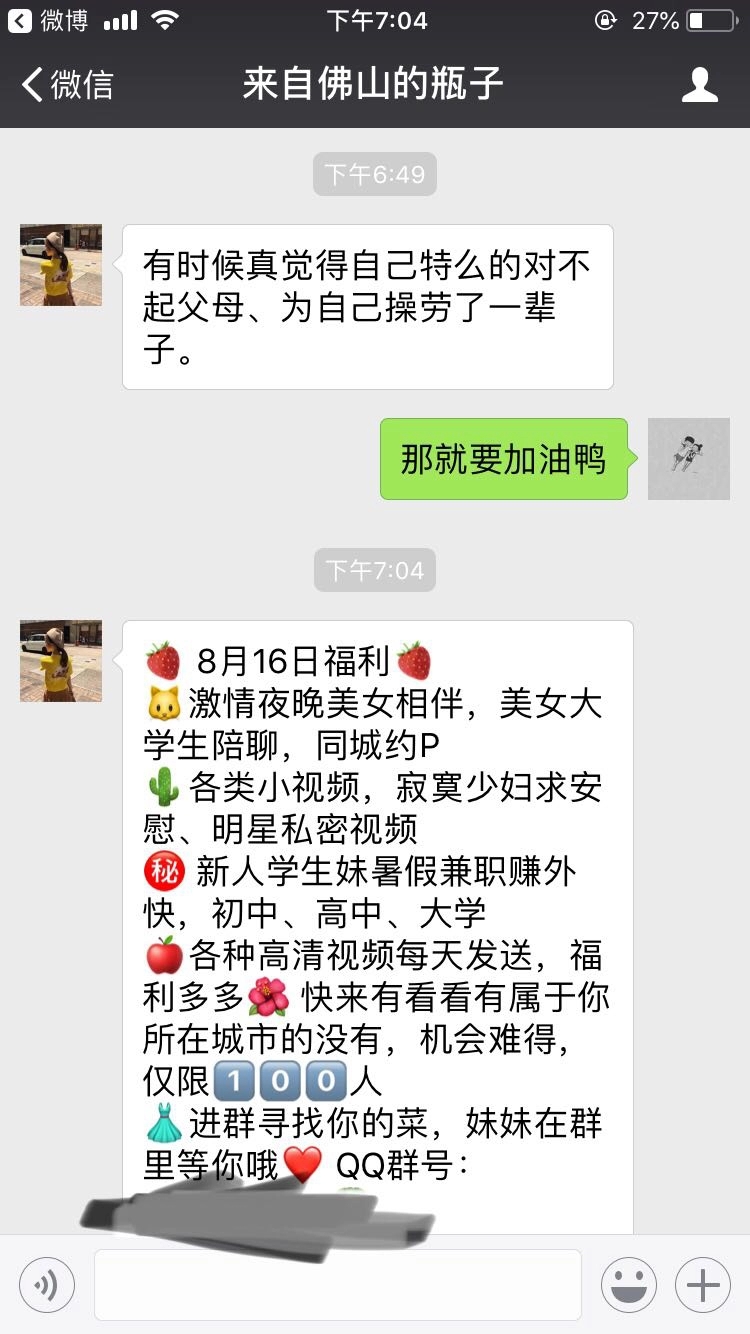 微博 下午7:04 27%
微信 来自佛山的瓶子
下午6:49
有时候真觉得自己特么的对不
起父母、为自己操劳了一辈
子。
那就要加油鸭
下午7:04
🍓 8月16日福利🍓
🐱激情夜晚美女相伴，美女大
学生陪聊，同城约P
🌵各类小视频，寂寞少妇求安
慰、明星私密视频
㊙️ 新人学生妹暑假兼职赚外
快，初中、高中、大学
🍎各种高清视频每天发送，福
利多多🌺 快来有看看有属于你
所在城市的没有，机会难得，
仅限1️⃣0️⃣0️⃣人
👗进群寻找你的菜，妹妹在群
里等你哦❤️ QQ群号：